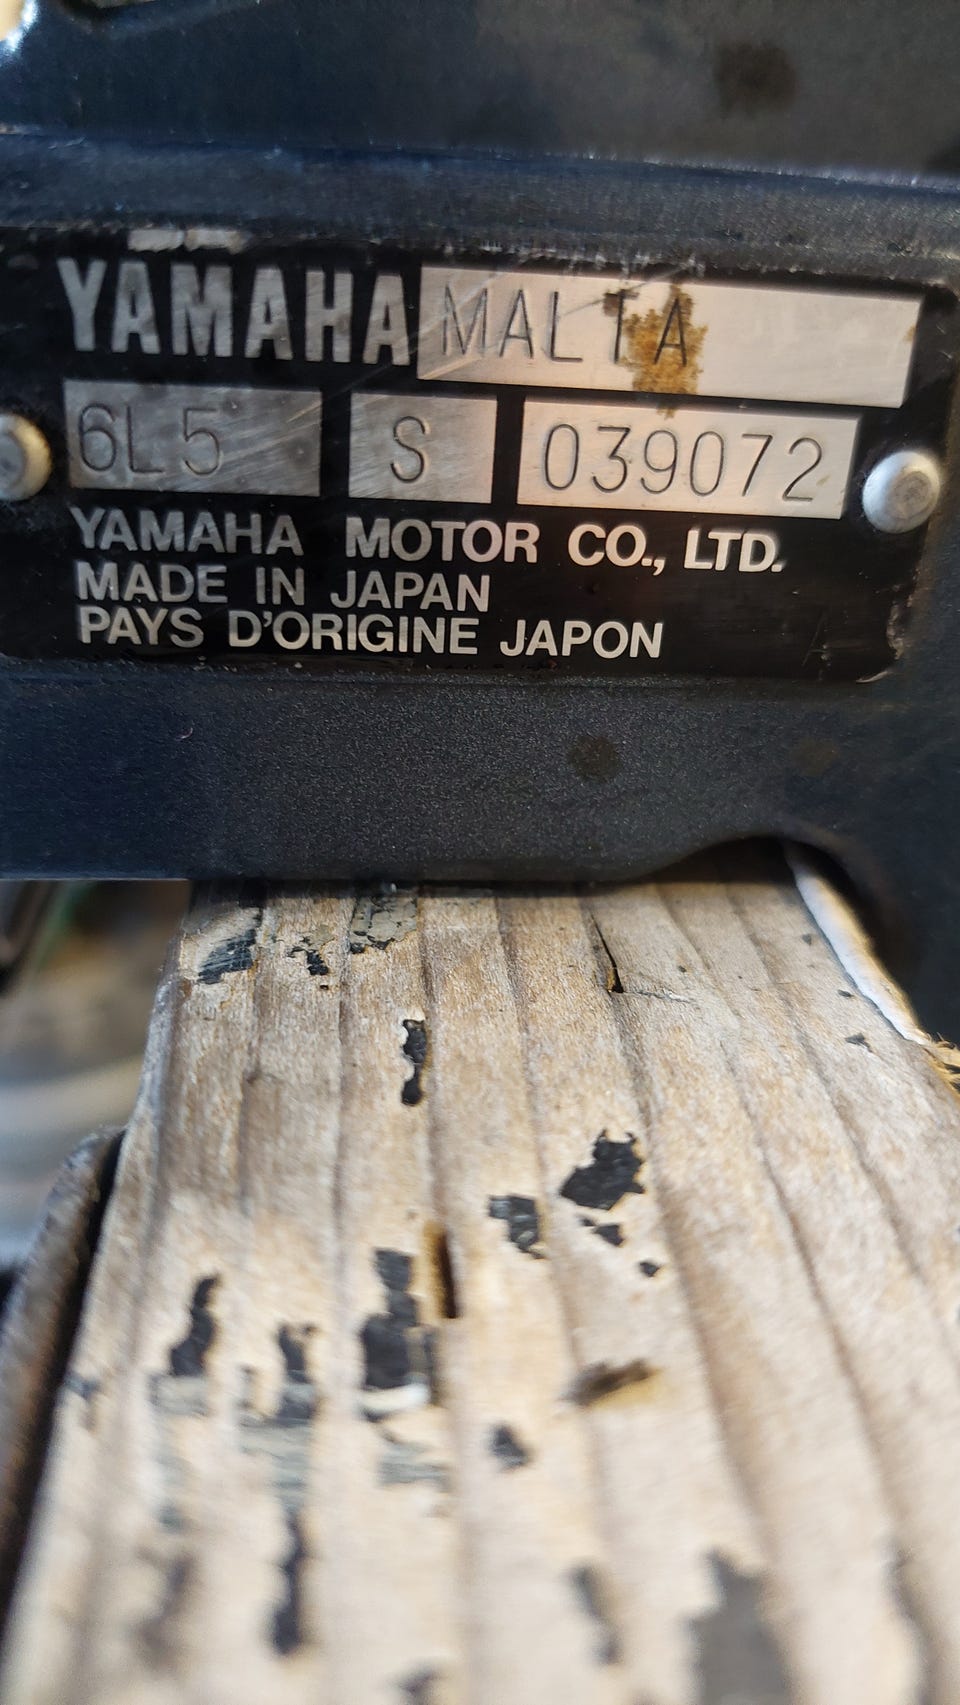 YAMAHA MALTA
6L5 S 039072
YAMAHA MOTOR CO., LTD.
MADE IN JAPAN
PAYS D'ORIGINE JAPON